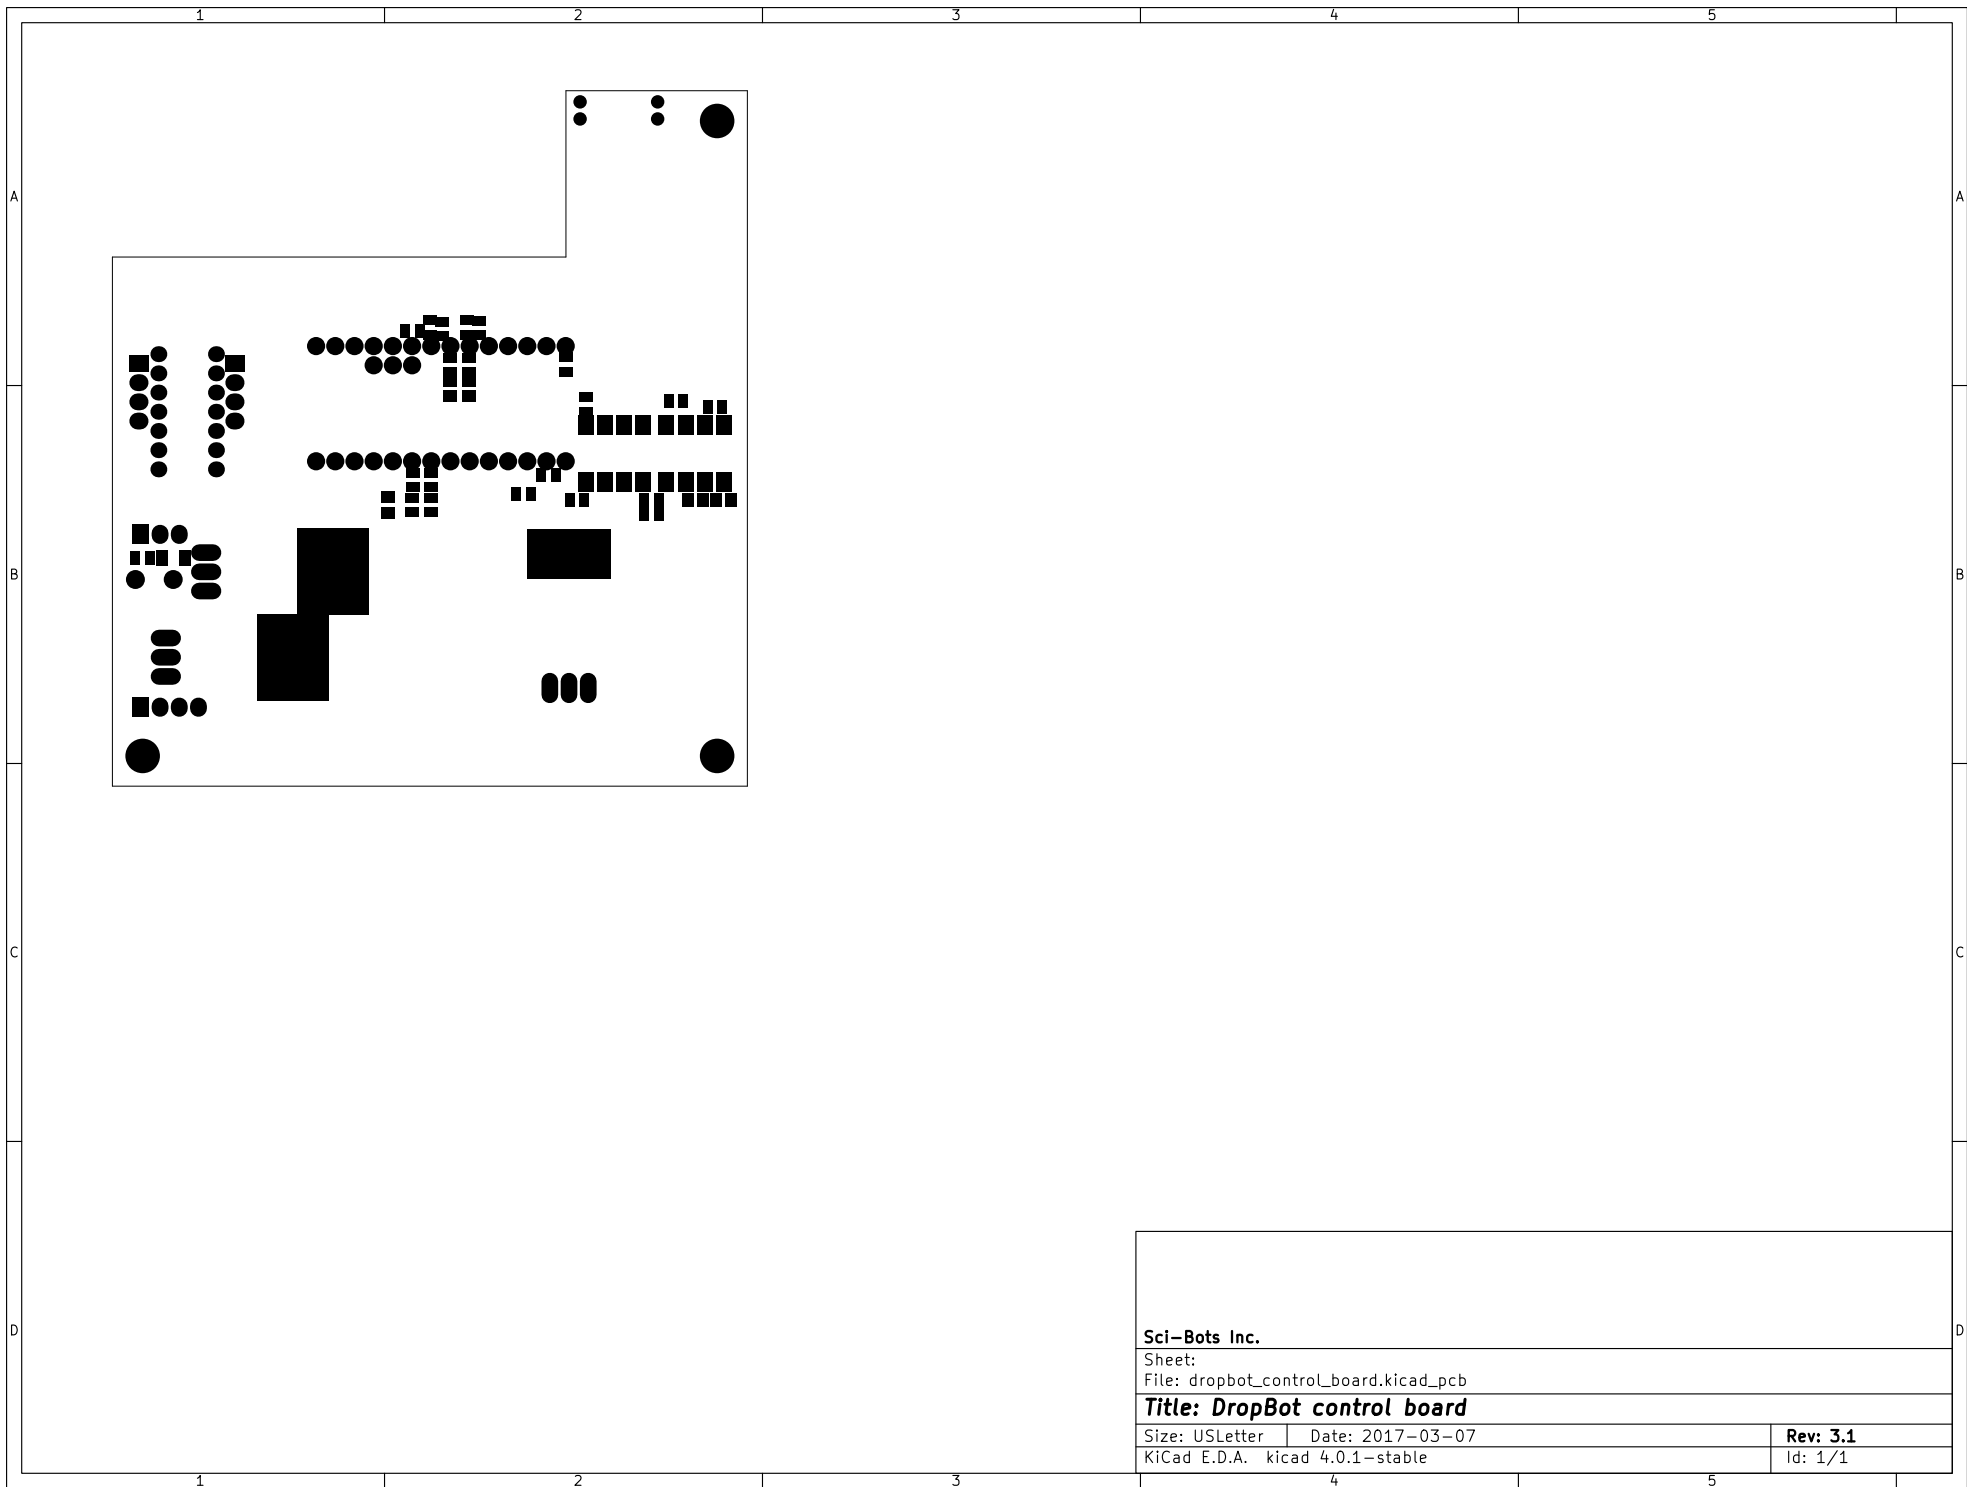 1 2 3 4 5
A A
B B
C C
D D
Sci-Bots Inc.
Sheet:
File: dropbot_control_board.kicad_pcb
Title: DropBot control board
Size: USLetter Date: 2017-03-07 Rev: 3.1
KiCad E.D.A. kicad 4.0.1-stable Id: 1/1
1 2 3 4 5